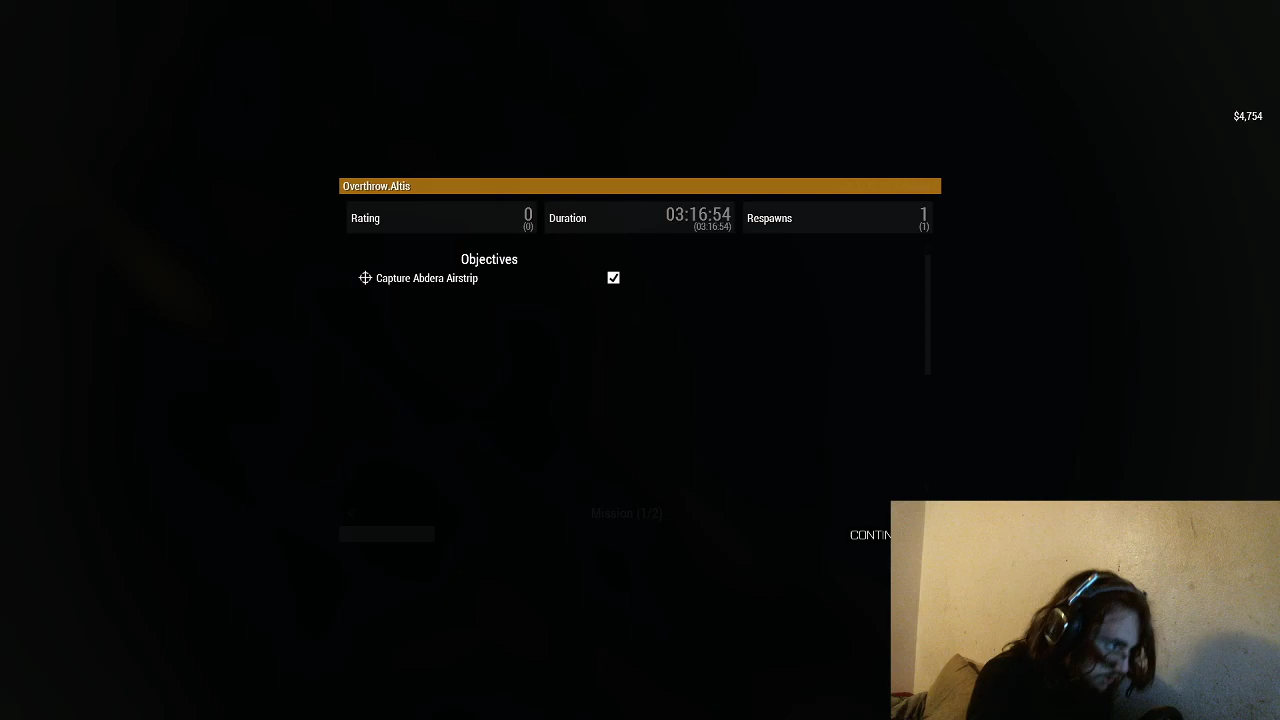 $4,754
Overthrow.Altis
Rating 0 (0) Duration 03:16:54 (03:16:54) Respawns 1 (1)
Objectives
Capture Abdera Airstrip
Mission (1/2)
CONTIN